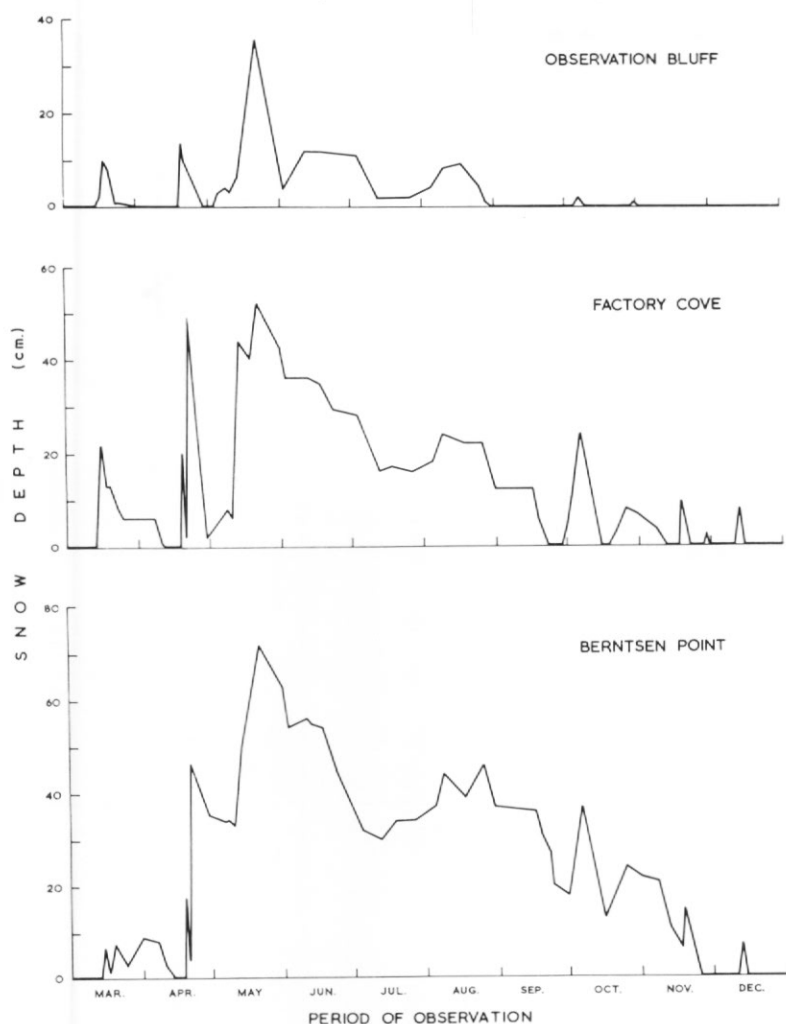 40
OBSERVATION BLUFF
20
0
60
FACTORY COVE
40
20
0
SNOW DEPTH (cm.)
80
BERNTSEN POINT
60
40
20
0
MAR. APR. MAY JUN. JUL. AUG. SEP. OCT. NOV. DEC.
PERIOD OF OBSERVATION